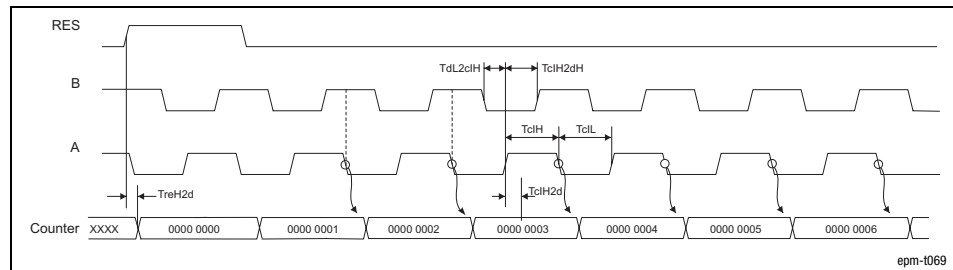 RES
B
TdL2clH
TclH2dH
TclH
TclL
A
TreH2d
TclH2d
Counter
XXXX
0000 0000
0000 0001
0000 0002
0000 0003
0000 0004
0000 0005
0000 0006
epm-t069